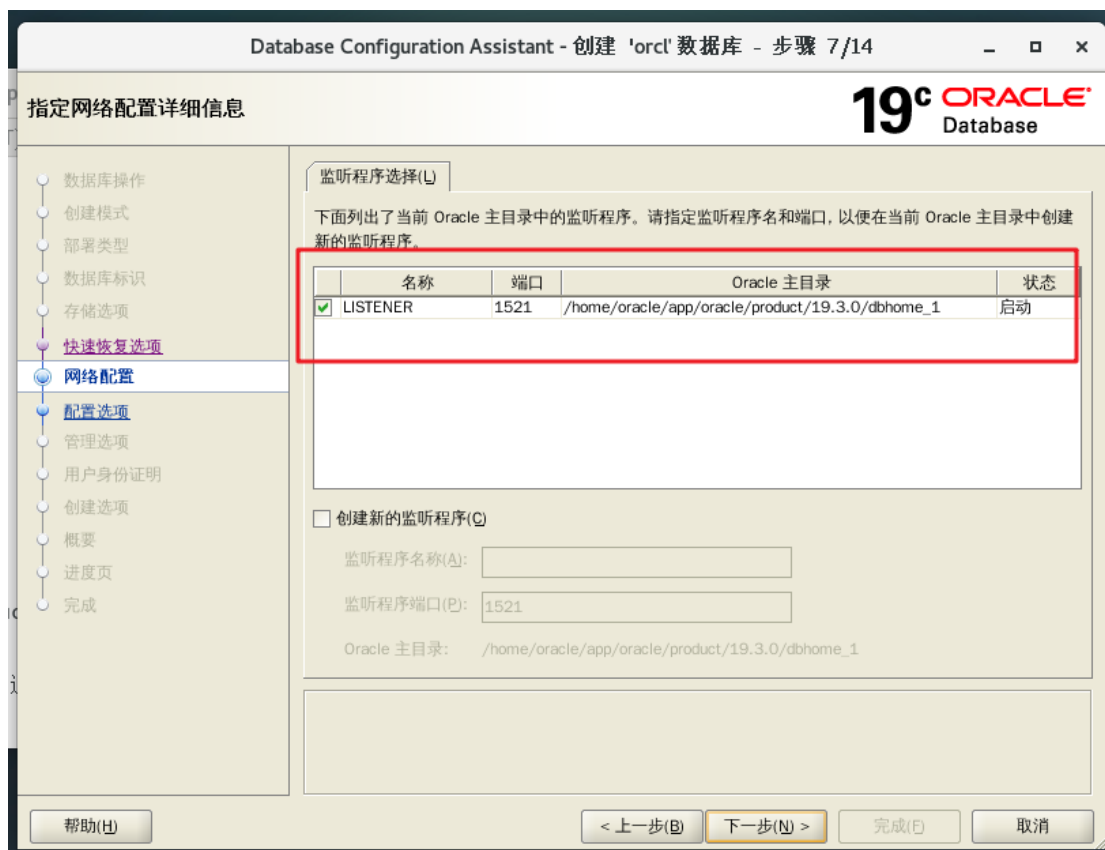 Database Configuration Assistant - 创建 'orcl' 数据库 - 步骤 7/14
指定网络配置详细信息
19c ORACLE
Database
数据库操作
创建模式
部署类型
数据库标识
存储选项
快速恢复选项
网络配置
配置选项
管理选项
用户身份证明
创建选项
概要
进度页
完成
监听程序选择(L)
下面列出了当前 Oracle 主目录中的监听程序。请指定监听程序名和端口, 以便在当前 Oracle 主目录中创建
新的监听程序。
名称 端口 Oracle 主目录 状态
LISTENER 1521 /home/oracle/app/oracle/product/19.3.0/dbhome_1 启动
创建新的监听程序(C)
监听程序名称(A):
监听程序端口(P): 1521
Oracle 主目录: /home/oracle/app/oracle/product/19.3.0/dbhome_1
帮助(H) < 上一步(B) 下一步(N) > 完成(F) 取消